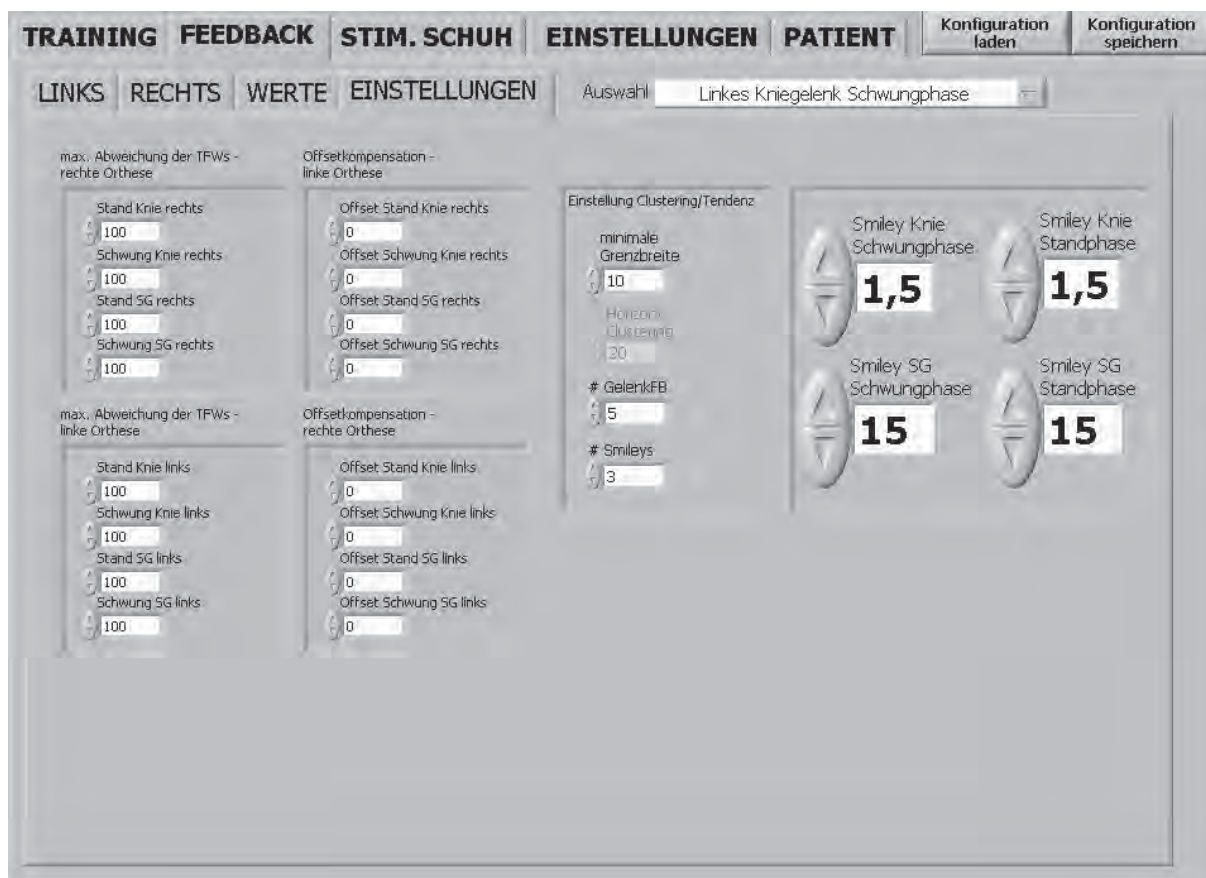 TRAINING FEEDBACK STIM. SCHUH EINSTELLUNGEN PATIENT
Konfiguration
laden
Konfiguration
speichern
LINKS RECHTS WERTE EINSTELLUNGEN
Auswahl Linkes Kniegelenk Schwungphase
max. Abweichung der TFWs -
rechte Orthese
Stand Knie rechts
100
Schwung Knie rechts
100
Stand SG rechts
100
Schwung SG rechts
100
Offsetkompensation -
linke Orthese
Offset Stand Knie rechts
0
Offset Schwung Knie rechts
0
Offset Stand SG rechts
0
Offset Schwung SG rechts
0
max. Abweichung der TFWs -
linke Orthese
Stand Knie links
100
Schwung Knie links
100
Stand SG links
100
Schwung SG links
100
Offsetkompensation -
rechte Orthese
Offset Stand Knie links
0
Offset Schwung Knie links
0
Offset Stand SG links
0
Offset Schwung SG links
0
Einstellung Clustering/Tendenz
minimale
Grenzbreite
10
Horizont
Clustering
20
# GelenkFB
5
# Smileys
3
Smiley Knie
Schwungphase
1,5
Smiley Knie
Standphase
1,5
Smiley SG
Schwungphase
15
Smiley SG
Standphase
15